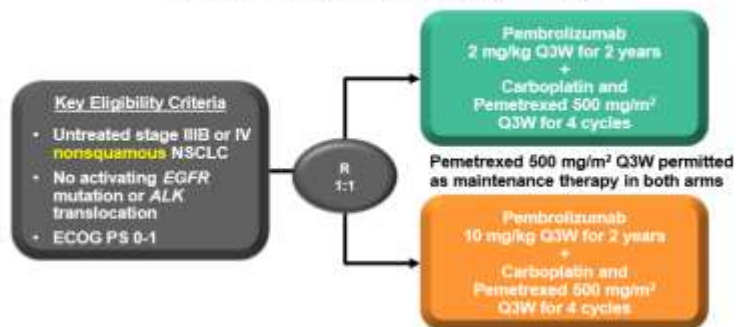 Key Eligibility Criteria
• Untreated stage IIIB or IV
nonsquamous NSCLC
• No activating EGFR
mutation or ALK
translocation
• ECOG PS 0-1
R
1:1
Pembrolizumab
2 mg/kg Q3W for 2 years
+
Carboplatin and
Pemetrexed 500 mg/m²
Q3W for 4 cycles
Pemetrexed 500 mg/m² Q3W permitted
as maintenance therapy in both arms
Pembrolizumab
10 mg/kg Q3W for 2 years
+
Carboplatin and
Pemetrexed 500 mg/m²
Q3W for 4 cycles